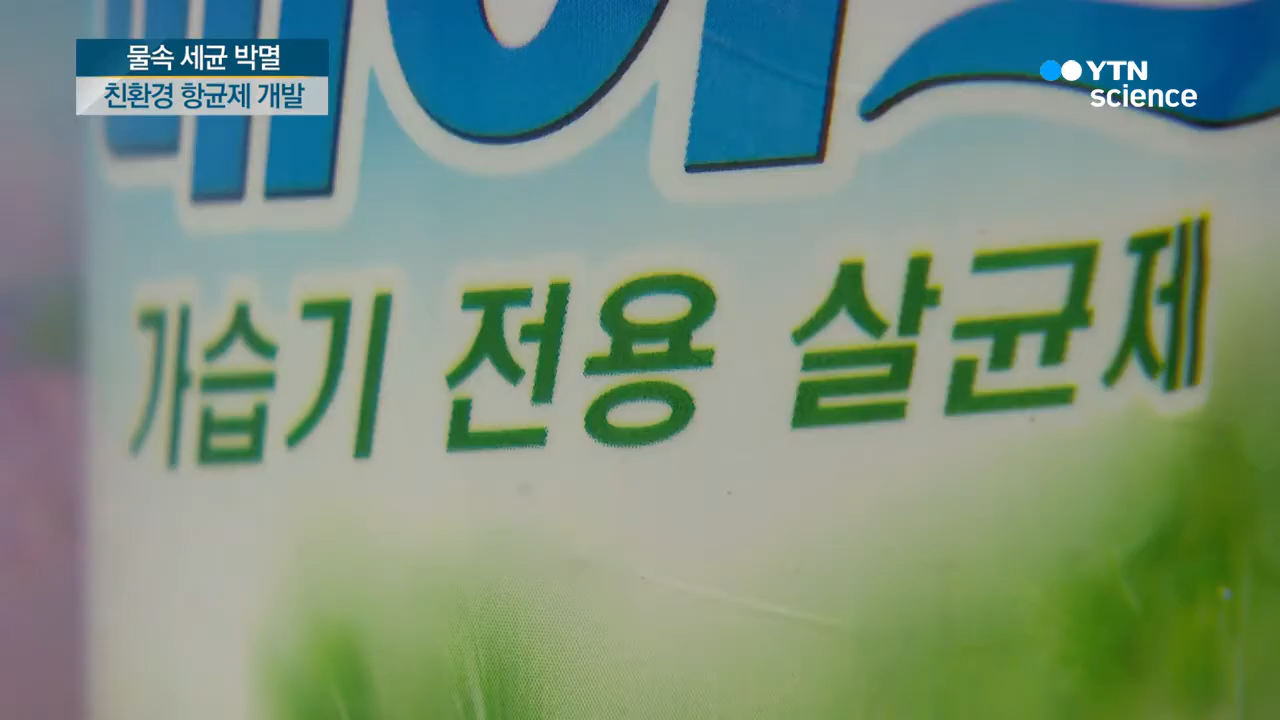 물속 세균 박멸
친환경 항균제 개발
YTN
science
가습기 전용 살균제